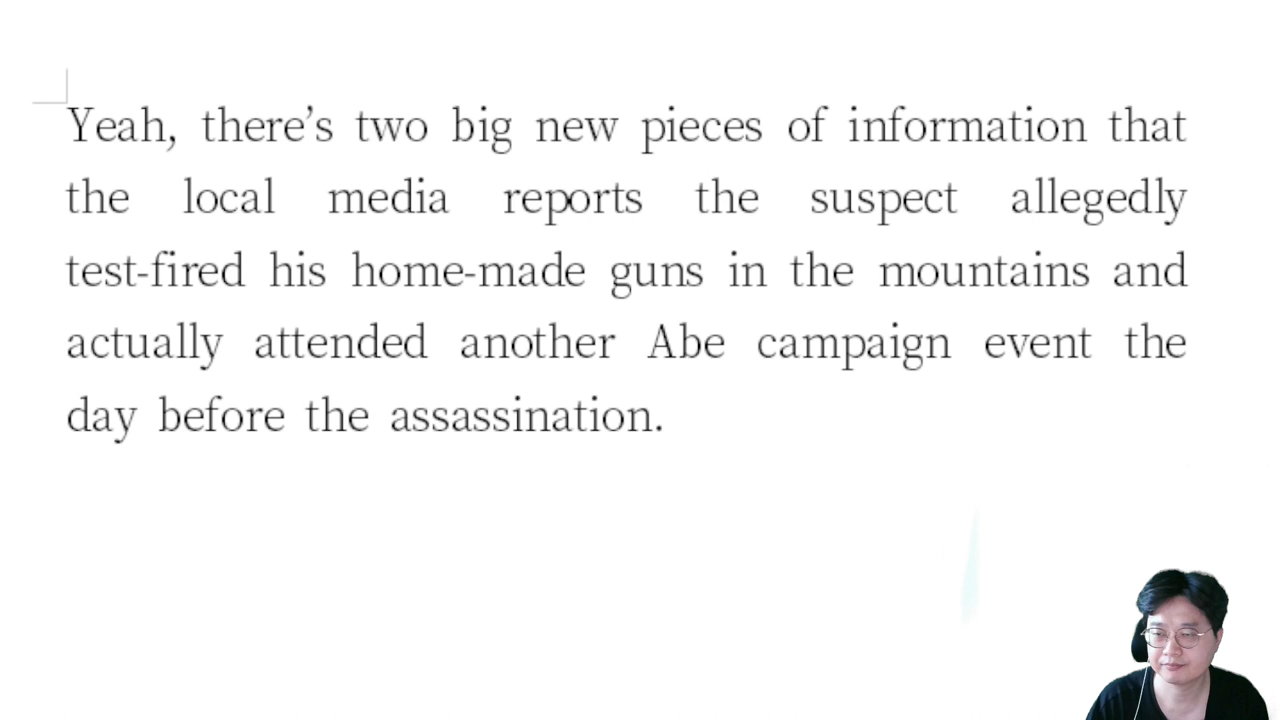 Yeah, there’s two big new pieces of information that
the local media reports the suspect allegedly
test-fired his home-made guns in the mountains and
actually attended another Abe campaign event the
day before the assassination.